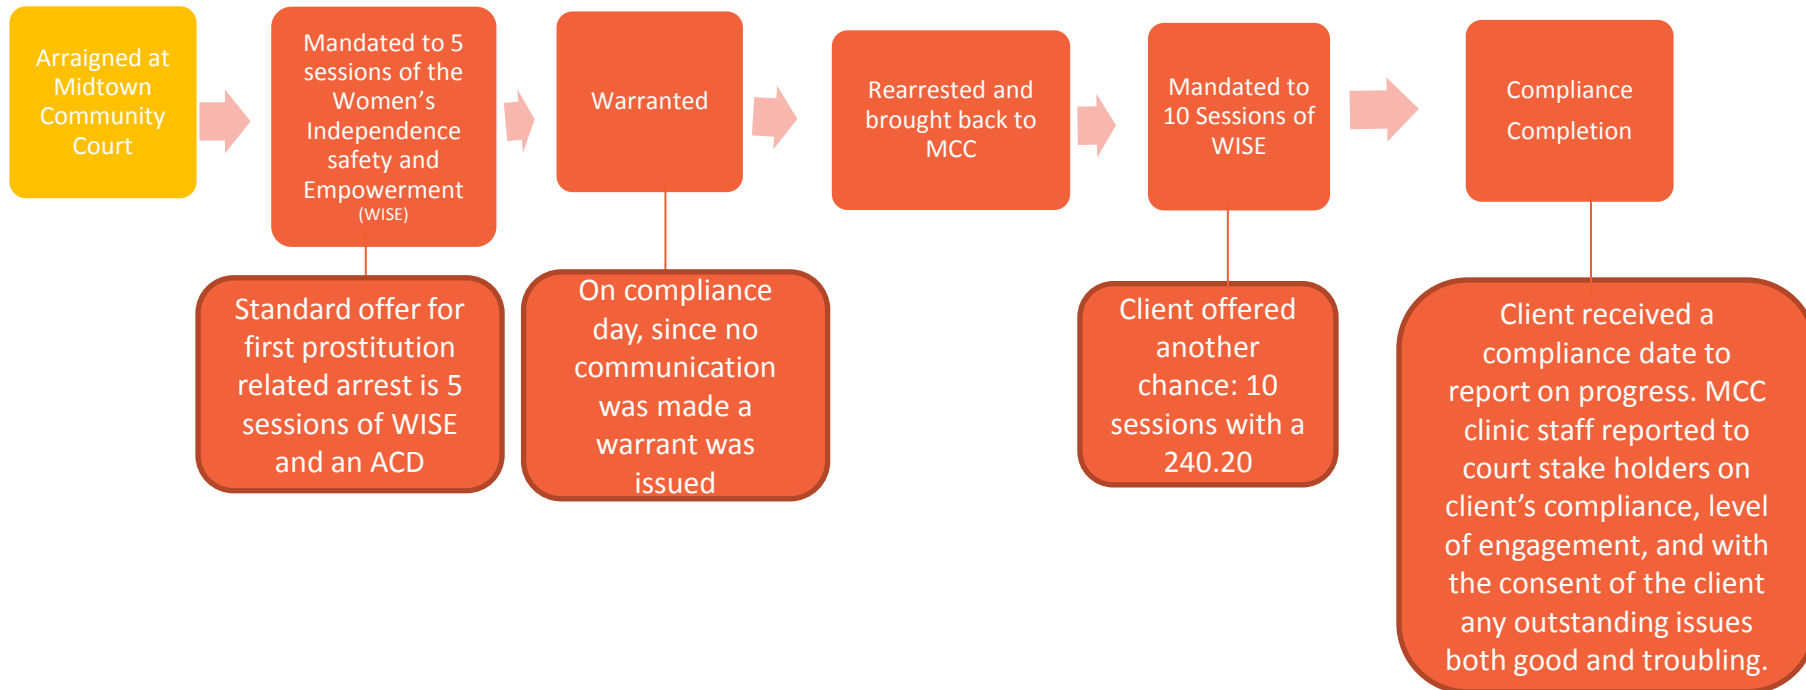 Arraigned at
Midtown
Community
Court
Mandated to 5
sessions of the
Women’s
Independence
safety and
Empowerment
(WISE)
Warranted
Rearrested and
brought back to
MCC
Mandated to
10 Sessions of
WISE
Compliance
Completion
Standard offer for
first prostitution
related arrest is 5
sessions of WISE
and an ACD
On compliance
day, since no
communication
was made a
warrant was
issued
Client offered
another
chance: 10
sessions with a
240.20
Client received a
compliance date to
report on progress. MCC
clinic staff reported to
court stake holders on
client’s compliance, level
of engagement, and with
the consent of the client
any outstanding issues
both good and troubling.